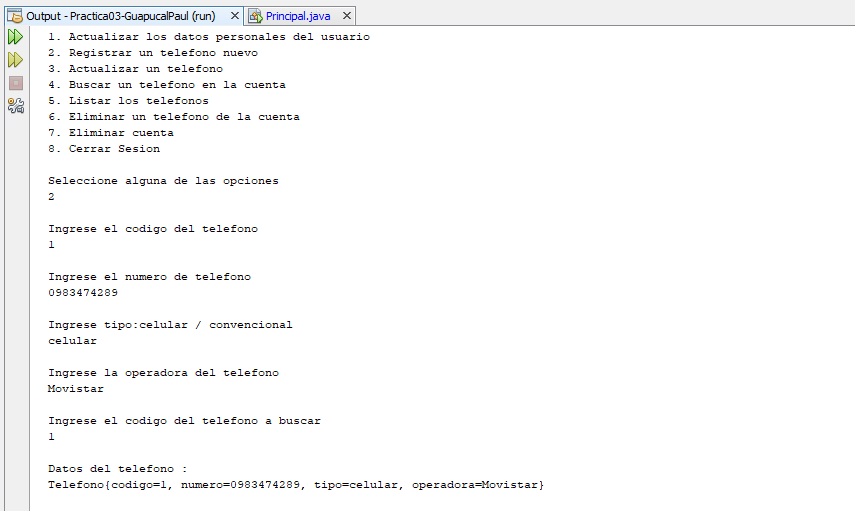 Output - Practica03-GuapucalPaul (run) Principal.java
1. Actualizar los datos personales del usuario
2. Registrar un telefono nuevo
3. Actualizar un telefono
4. Buscar un telefono en la cuenta
5. Listar los telefonos
6. Eliminar un telefono de la cuenta
7. Eliminar cuenta
8. Cerrar Sesion
Seleccione alguna de las opciones
2
Ingrese el codigo del telefono
1
Ingrese el numero de telefono
0983474289
Ingrese tipo:celular / convencional
celular
Ingrese la operadora del telefono
Movistar
Ingrese el codigo del telefono a buscar
1
Datos del telefono :
Telefono{codigo=1, numero=0983474289, tipo=celular, operadora=Movistar}